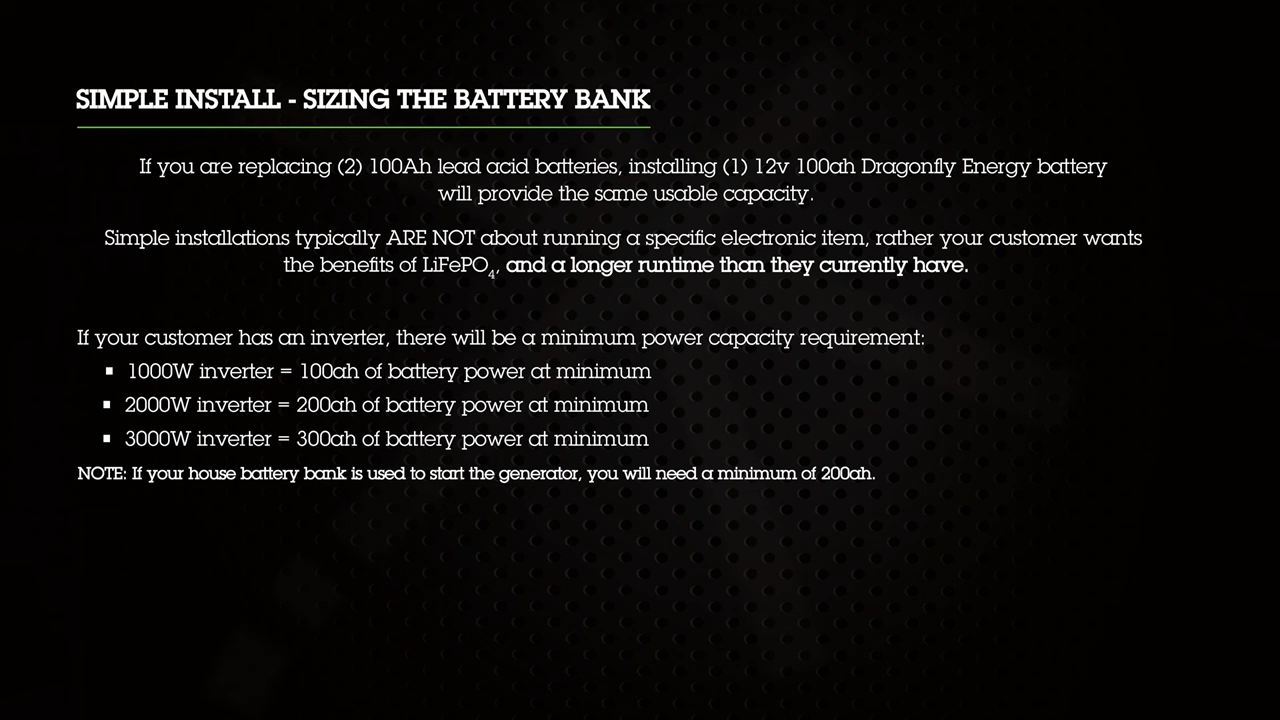 SIMPLE INSTALL - SIZING THE BATTERY BANK
If you are replacing (2) 100Ah lead acid batteries, installing (1) 12v 100ah Dragonfly Energy battery
will provide the same usable capacity.
Simple installations typically ARE NOT about running a specific electronic item, rather your customer wants
the benefits of LiFePO₄, and a longer runtime than they currently have.
If your customer has an inverter, there will be a minimum power capacity requirement:
▪ 1000W inverter = 100ah of battery power at minimum
▪ 2000W inverter = 200ah of battery power at minimum
▪ 3000W inverter = 300ah of battery power at minimum
NOTE: If your house battery bank is used to start the generator, you will need a minimum of 200ah.